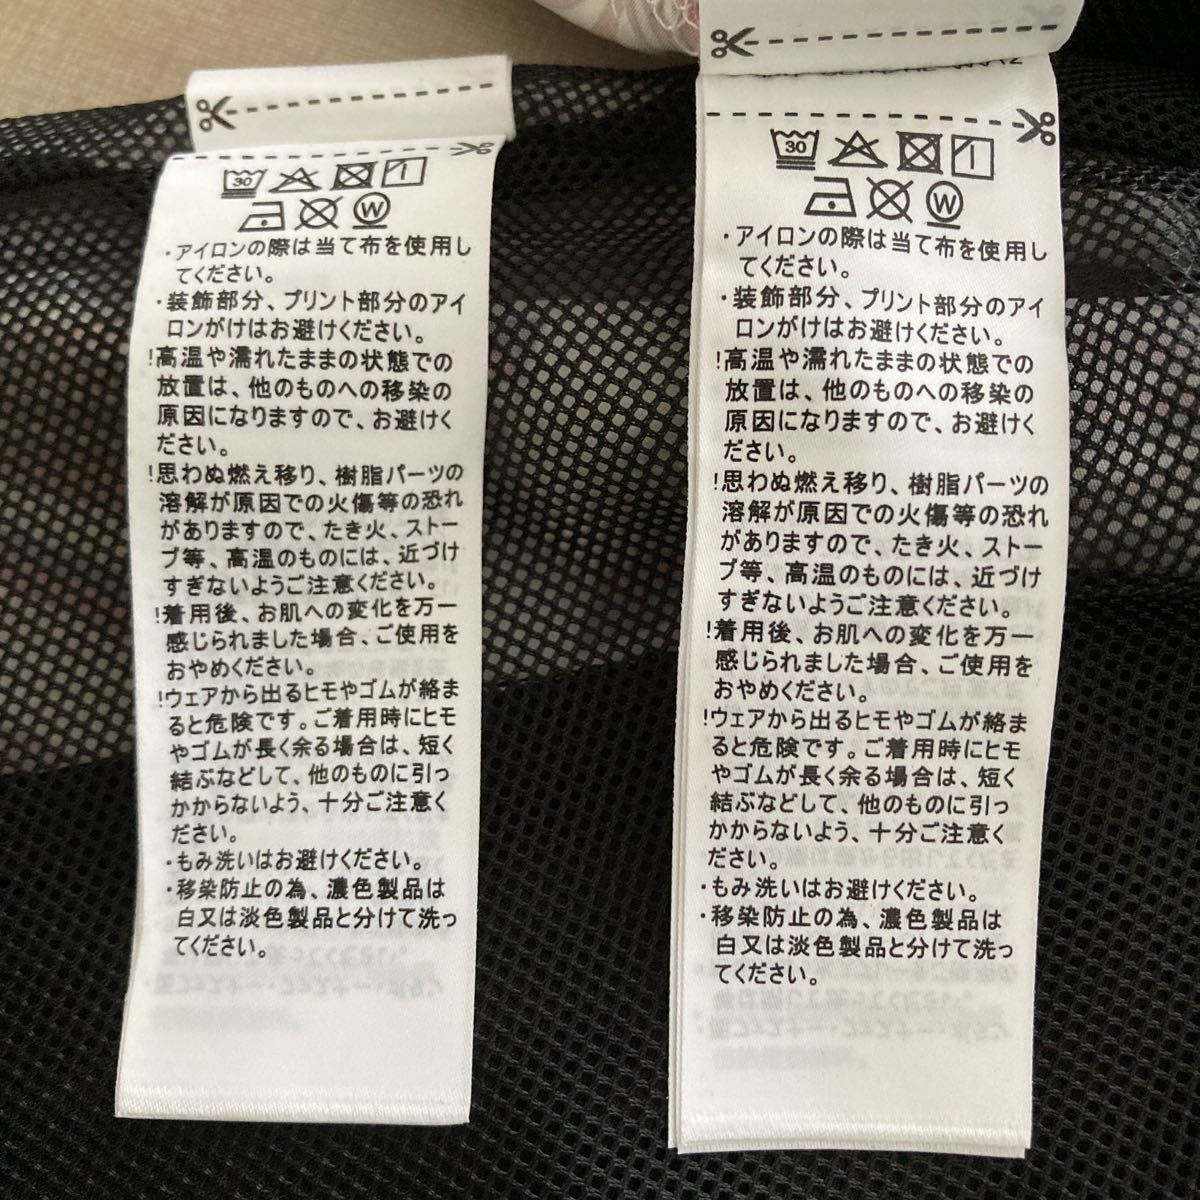 30
W
・アイロンの際は当て布を使用し
てください。
・装飾部分、プリント部分のアイ
ロンがけはお避けください。
!高温や濡れたままの状態での
放置は、他のものへの移染の
原因になりますので、お避けく
ださい。
!思わぬ燃え移り、樹脂パーツの
溶解が原因での火傷等の恐れ
がありますので、たき火、ストー
ブ等、高温のものには、近づけ
すぎないようご注意ください。
!着用後、お肌への変化を万一
感じられました場合、ご使用を
おやめください。
!ウェアから出るヒモやゴムが絡ま
ると危険です。ご着用時にヒモ
やゴムが長く余る場合は、短く
結ぶなどして、他のものに引っ
かからないよう、十分ご注意く
ださい。
・もみ洗いはお避けください。
・移染防止の為、濃色製品は
白又は淡色製品と分けて洗っ
てください。
30
W
・アイロンの際は当て布を使用し
てください。
・装飾部分、プリント部分のアイ
ロンがけはお避けください。
!高温や濡れたままの状態での
放置は、他のものへの移染の
原因になりますので、お避けく
ださい。
!思わぬ燃え移り、樹脂パーツの
溶解が原因での火傷等の恐れ
がありますので、たき火、ストー
ブ等、高温のものには、近づけ
すぎないようご注意ください。
!着用後、お肌への変化を万一
感じられました場合、ご使用を
おやめください。
!ウェアから出るヒモやゴムが絡ま
ると危険です。ご着用時にヒモ
やゴムが長く余る場合は、短く
結ぶなどして、他のものに引っ
かからないよう、十分ご注意く
ださい。
・もみ洗いはお避けください。
・移染防止の為、濃色製品は
白又は淡色製品と分けて洗っ
てください。